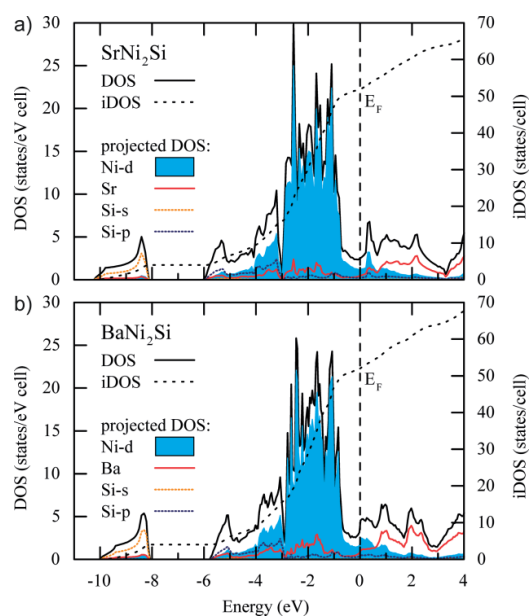 a)
SrNi₂Si
DOS
iDOS
projected DOS:
Ni-d
Sr
Si-s
Si-p
E_F
DOS (states/eV cell)
30
25
20
15
10
5
0
iDOS (states/cell)
70
60
50
40
30
20
10
0
b)
BaNi₂Si
DOS
iDOS
projected DOS:
Ni-d
Ba
Si-s
Si-p
E_F
DOS (states/eV cell)
30
25
20
15
10
5
0
iDOS (states/cell)
70
60
50
40
30
20
10
0
-10 -8 -6 -4 -2 0 2 4
Energy (eV)